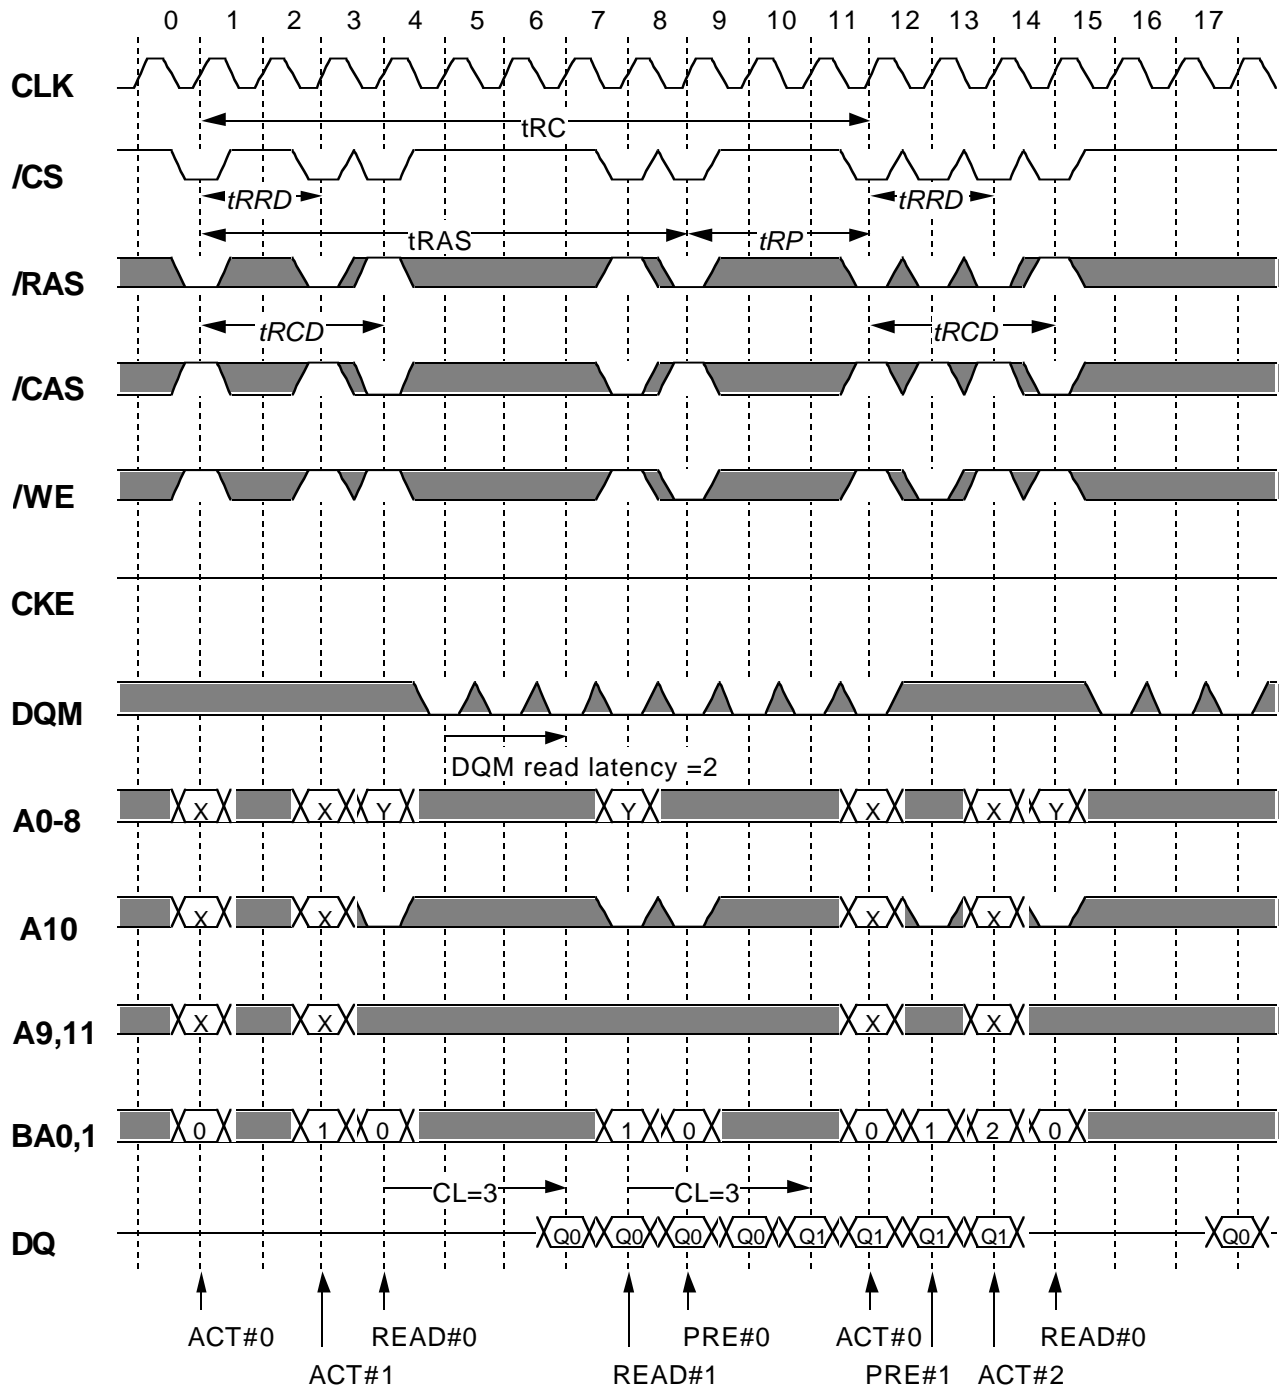 0 1 2 3 4 5 6 7 8 9 10 11 12 13 14 15 16 17
CLK
tRC
/CS
tRRD tRRD
tRAS tRP
/RAS
tRCD tRCD
/CAS
/WE
CKE
DQM
DQM read latency =2
A0-8 X X Y Y X X Y
A10 X X X X
A9,11 X X X X
BA0,1 0 1 0 1 0 0 1 2 0
CL=3 CL=3
DQ Q0 Q0 Q0 Q0 Q1 Q1 Q1 Q1 Q0
ACT#0 READ#0 PRE#0 ACT#0 READ#0
ACT#1 READ#1 PRE#1 ACT#2